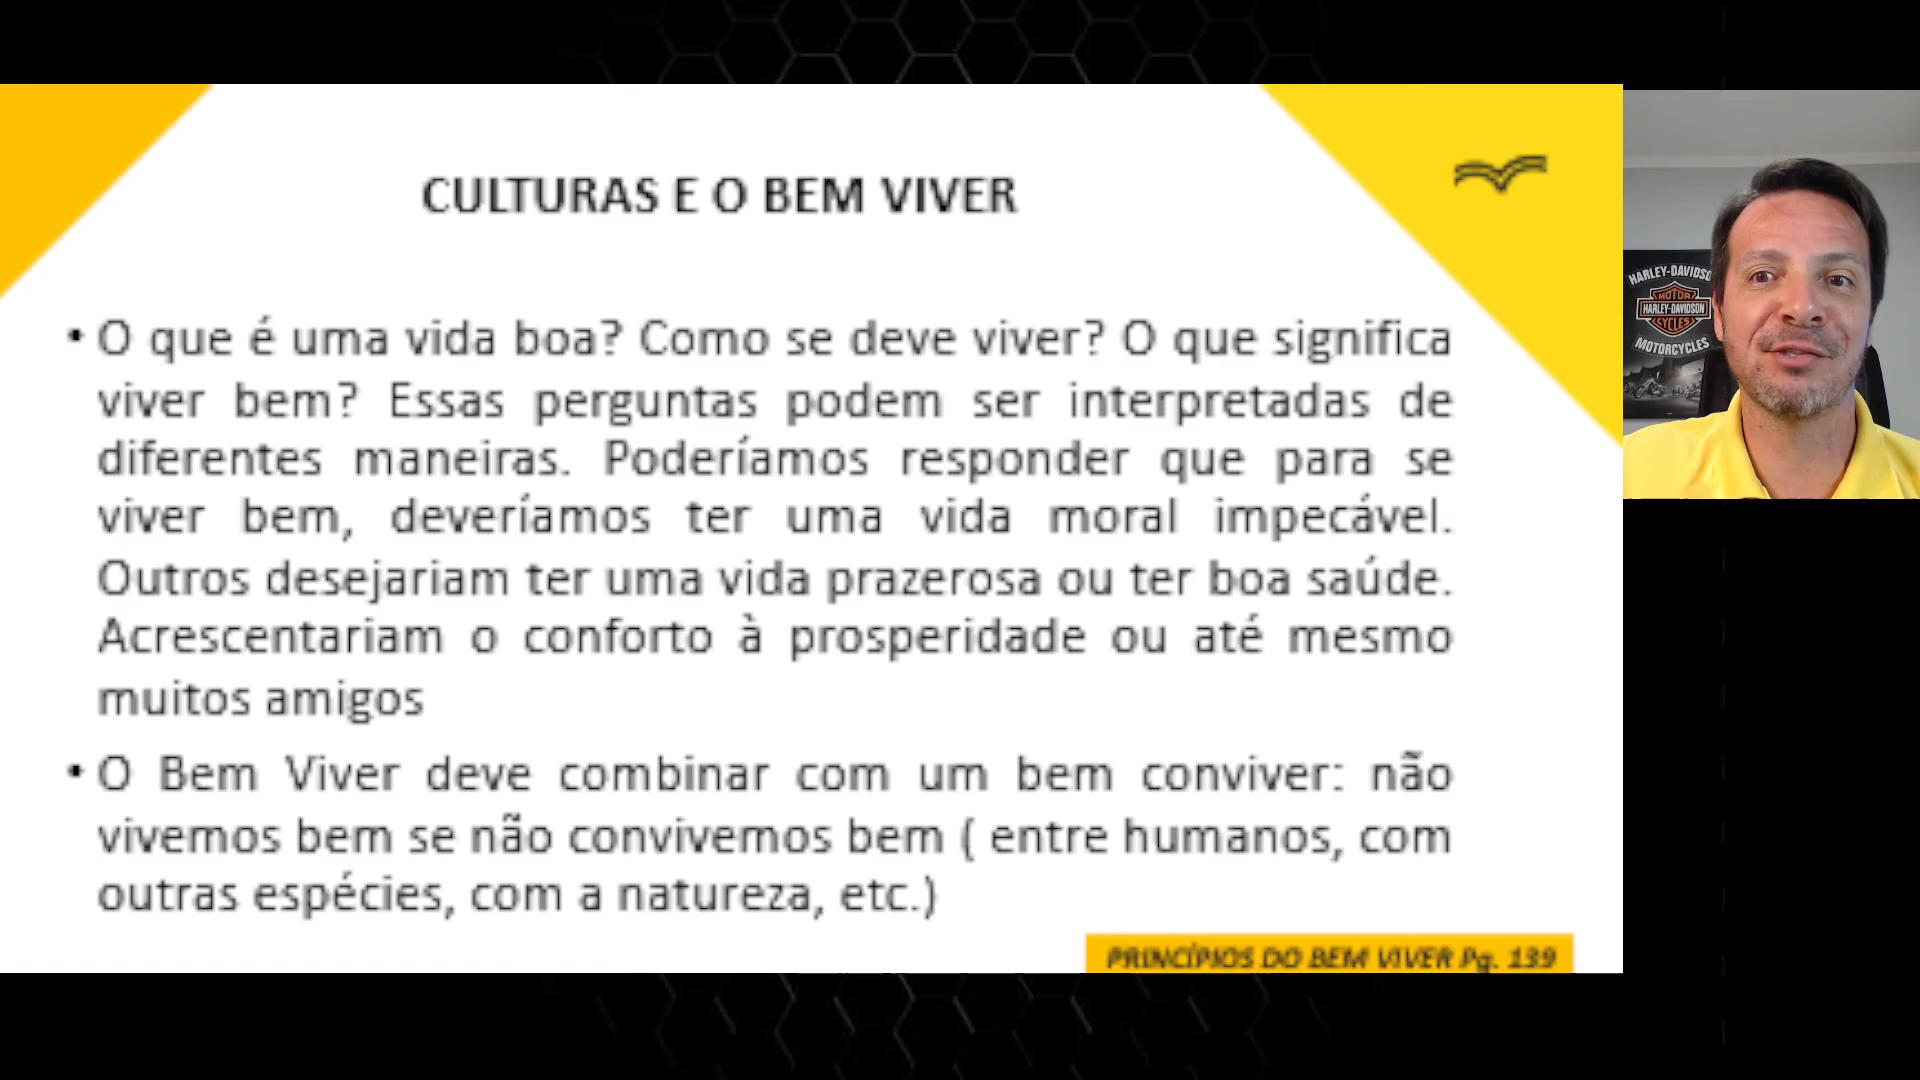 CULTURAS E O BEM VIVER
• O que é uma vida boa? Como se deve viver? O que significa
viver bem? Essas perguntas podem ser interpretadas de
diferentes maneiras. Poderíamos responder que para se
viver bem, deveríamos ter uma vida moral impecável.
Outros desejariam ter uma vida prazerosa ou ter boa saúde.
Acrescentariam o conforto à prosperidade ou até mesmo
muitos amigos
• O Bem Viver deve combinar com um bem conviver: não
vivemos bem se não convivemos bem ( entre humanos, com
outras espécies, com a natureza, etc.)
PRINCÍPIOS DO BEM VIVER Pg. 139
HARLEY-DAVIDSO
MOTOR
HARLEY-DAVIDSON
CYCLES
MOTORCYCLES